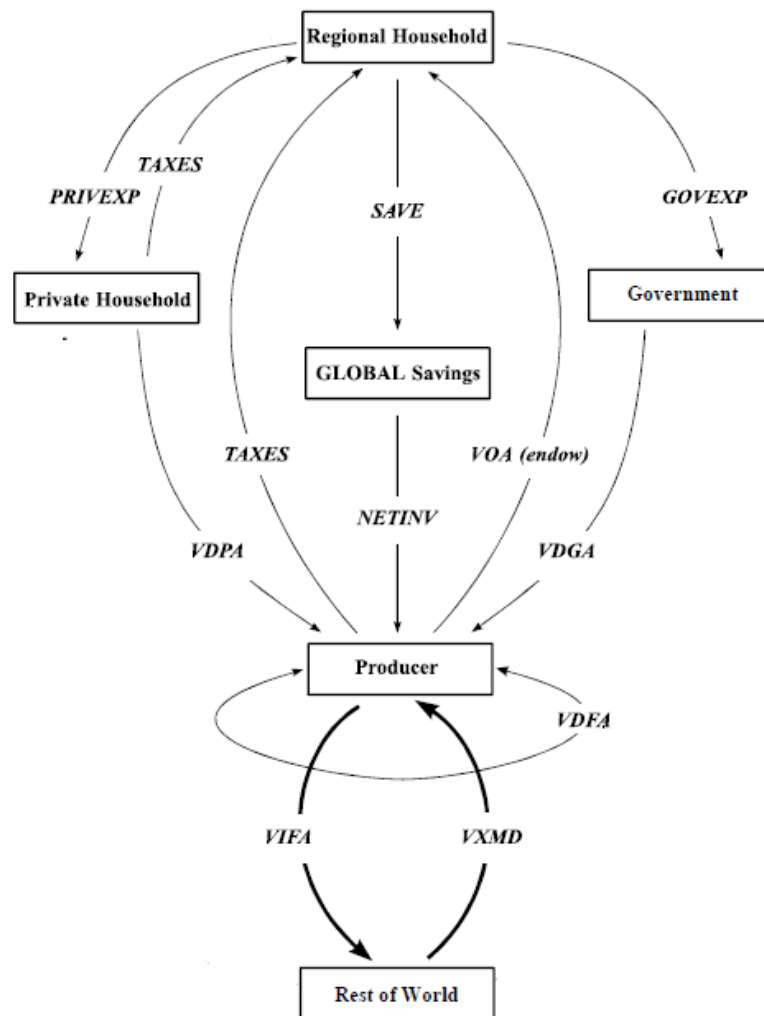 Regional Household
TAXES
PRIVEXP
SAVE
GOVEXP
Private Household
Government
GLOBAL Savings
TAXES
VOA (endow)
NETINV
VDPA
VDGA
Producer
VDFA
VIFA
VXMD
Rest of World